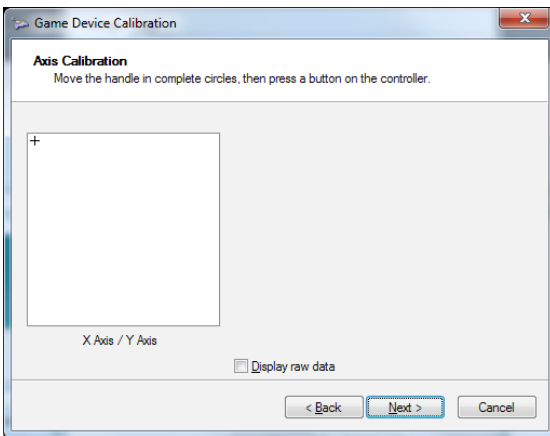 Game Device Calibration
Axis Calibration
Move the handle in complete circles, then press a button on the controller.
X Axis / Y Axis
Display raw data
< Back
Next >
Cancel